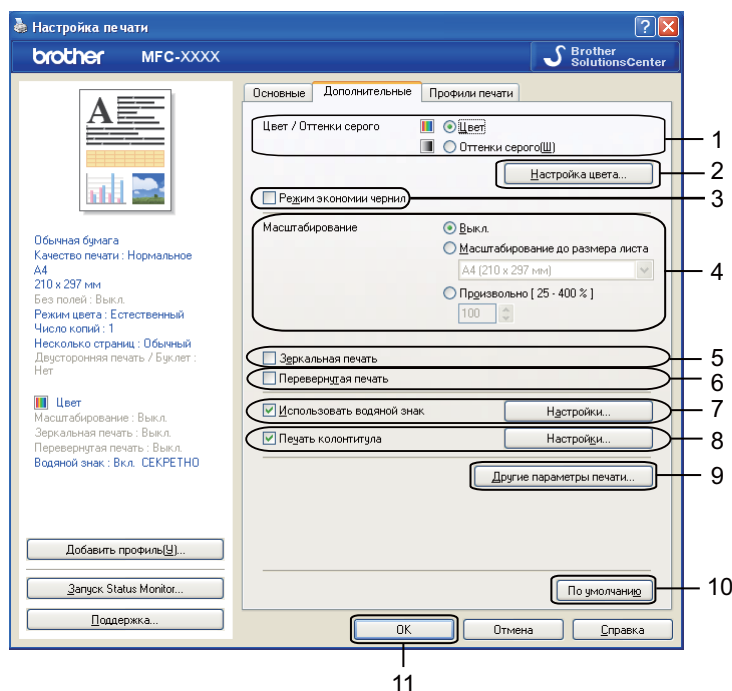 Настройка печати
brother MFC-XXXX
Brother
SolutionsCenter
A
Обычная бумага
Качество печати : Нормальное
A4
210 x 297 мм
Без полей : Выкл.
Режим цвета : Естественный
Число копий : 1
Несколько страниц : Обычный
Двусторонняя печать / Буклет :
Нет
Цвет
Масштабирование : Выкл.
Зеркальная печать : Выкл.
Перевернутая печать : Выкл.
Водяной знак : Вкл. СЕКРЕТНО
Добавить профиль(У)...
Запуск Status Monitor...
Поддержка...
Основные Дополнительные Профили печати
Цвет / Оттенки серого Цвет
Оттенки серого(Ш)
1
Настройка цвета... 2
Режим экономии чернил 3
Масштабирование Выкл.
Масштабирование до размера листа
A4 (210 x 297 мм) 4
Произвольно [ 25 - 400 % ]
100
Зеркальная печать 5
Перевернутая печать 6
Использовать водяной знак Настройки... 7
Печать колонтитула Настройки... 8
Другие параметры печати... 9
По умолчанию 10
OK Отмена Справка
11